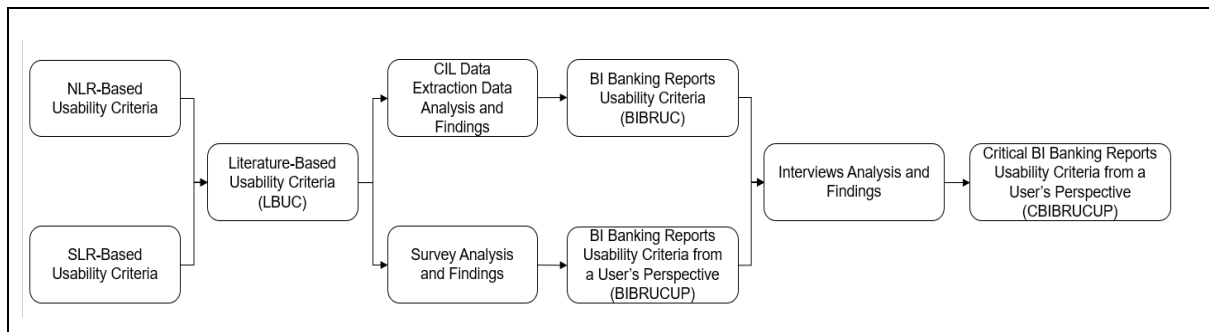 NLR-Based
Usability Criteria
SLR-Based
Usability Criteria
Literature-Based
Usability Criteria
(LBUC)
CIL Data
Extraction Data
Analysis and
Findings
Survey Analysis
and Findings
BI Banking Reports
Usability Criteria
(BIBRUC)
BI Banking Reports
Usability Criteria from
a User’s Perspective
(BIBRUCUP)
Interviews Analysis and
Findings
Critical BI Banking Reports
Usability Criteria from a
User’s Perspective
(CBIBRUCUP)